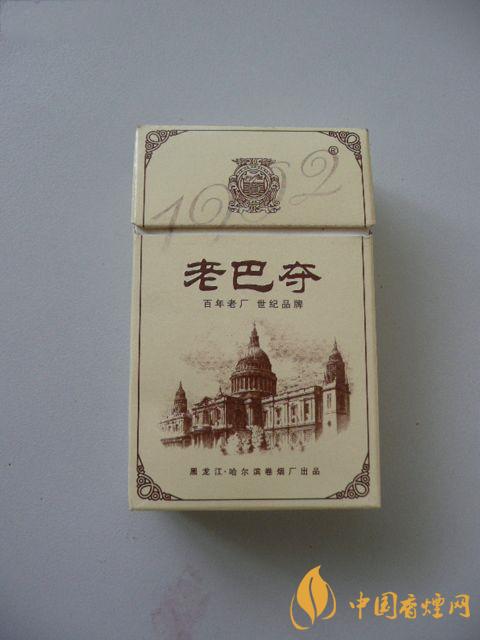 1902
®
老巴夺
百年老厂 世纪品牌
黑龙江·哈尔滨卷烟厂出品
中国香烟网